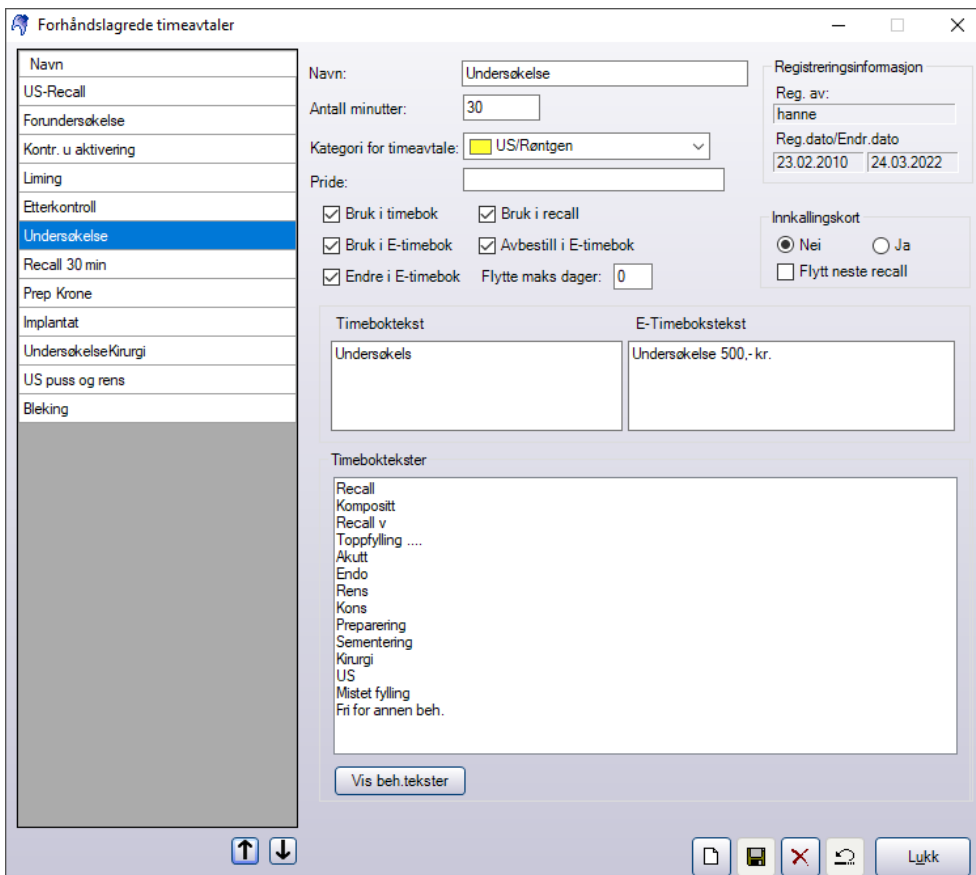 Forhåndslagrede timeavtaler
Navn
US-Recall
Forundersøkelse
Kontr. u aktivering
Liming
Etterkontroll
Undersøkelse
Recall 30 min
Prep Krone
Implantat
UndersøkelseKirurgi
US puss og rens
Bleking
Navn: Undersøkelse
Antall minutter: 30
Kategori for timeavtale: US/Røntgen
Pride:
Bruk i timebok Bruk i recall
Bruk i E-timebok Avbestill i E-timebok
Endre i E-timebok Flytte maks dager: 0
Registreringsinformasjon
Reg. av:
hanne
Reg.dato/Endr.dato
23.02.2010 24.03.2022
Innkallingskort
Nei Ja
Flytt neste recall
Timeboktekst E-Timebokstekst
Undersøkels Undersøkelse 500,- kr.
Timeboktekster
Recall
Kompositt
Recall v
Toppfylling ....
Akutt
Endo
Rens
Kons
Preparering
Sementering
Kirurgi
US
Mistet fylling
Fri for annen beh.
Vis beh.tekster
Lukk